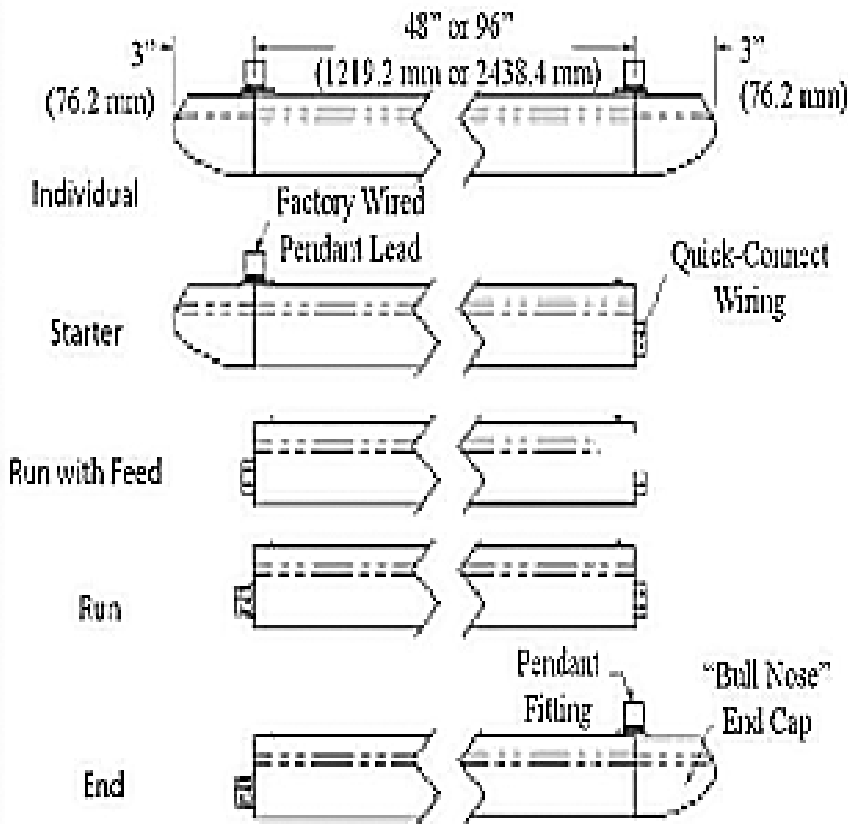 48” or 96”
3”
3”
(1219.2 mm or 2438.4 mm)
(76.2 mm)
(76.2 mm)
Individual
Factory Wired
Pendant Lead
Quick-Connect
Wiring
Starter
Run with Feed
Run
Pendant
Fitting
“Bull Nose”
End Cap
End